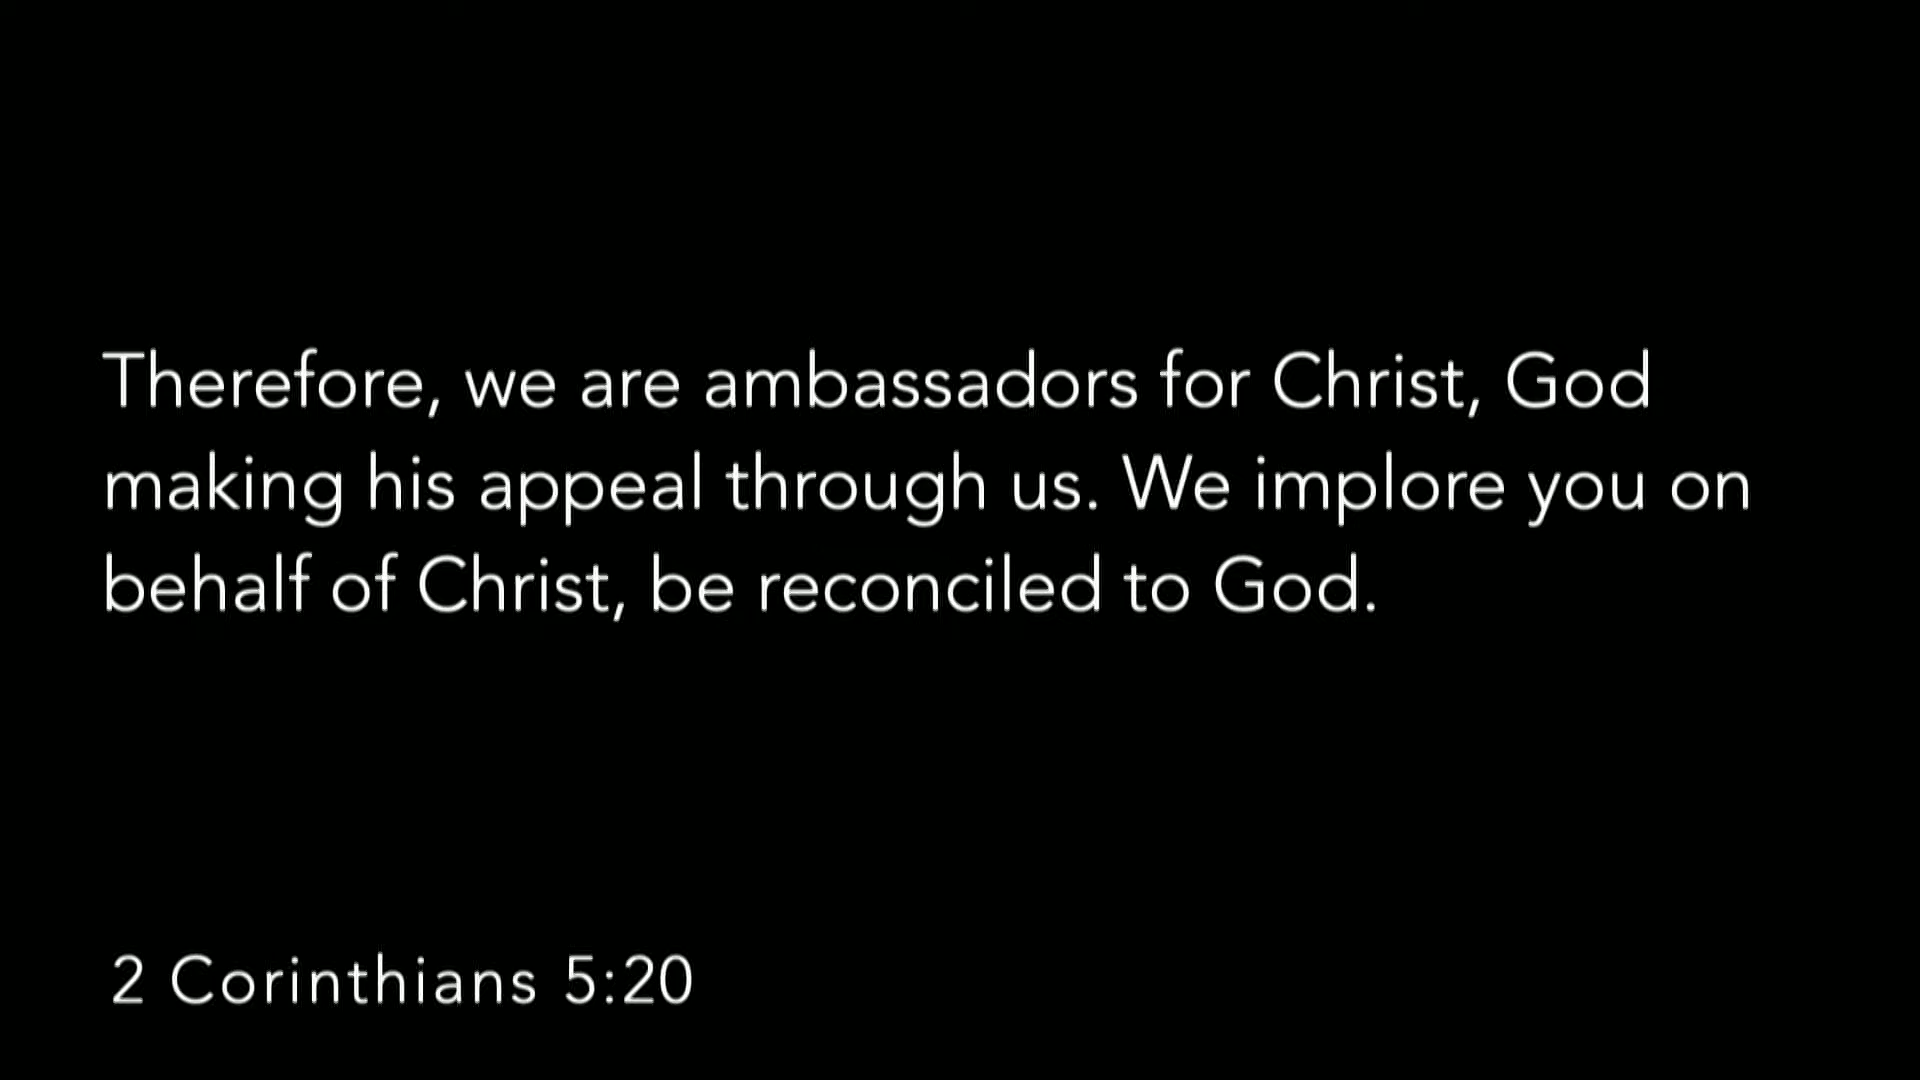 Therefore, we are ambassadors for Christ, God
making his appeal through us. We implore you on
behalf of Christ, be reconciled to God.
2 Corinthians 5:20